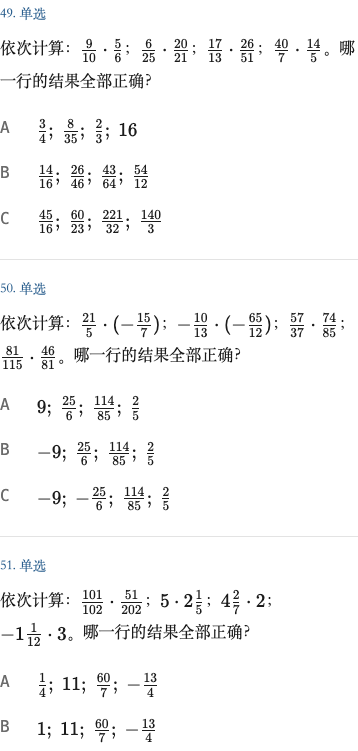 49. 单选
依次计算： 9/10 · 5/6； 6/25 · 20/21； 17/13 · 26/51； 40/7 · 14/5。哪
一行的结果全部正确？
A 3/4; 8/35; 2/3; 16
B 14/16; 26/46; 43/64; 54/12
C 45/16; 60/23; 221/32; 140/3
50. 单选
依次计算： 21/5 · (−15/7)； −10/13 · (−65/12)； 57/37 · 74/85；
81/115 · 46/81。哪一行的结果全部正确？
A 9; 25/6; 114/85; 2/5
B −9; 25/6; 114/85; 2/5
C −9; −25/6; 114/85; 2/5
51. 单选
依次计算： 101/102 · 51/202； 5 · 2 1/5； 4 2/7 · 2；
−1 1/12 · 3。哪一行的结果全部正确？
A 1/4; 11; 60/7; −13/4
B 1; 11; 60/7; −13/4